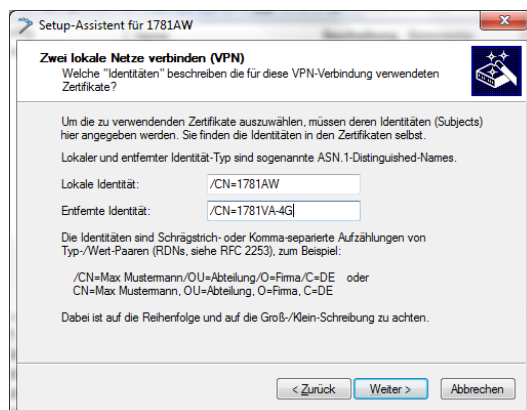 Setup-Assistent für 1781AW
Zwei lokale Netze verbinden (VPN)
Welche "Identitäten" beschreiben die für diese VPN-Verbindung verwendeten
Zertifikate?
Um die zu verwendenden Zertifikate auszuwählen, müssen deren Identitäten (Subjects)
hier angegeben werden. Sie finden die Identitäten in den Zertifikaten selbst.
Lokaler und entfernter Identität-Typ sind sogenannte ASN.1-Distinguished-Names.
Lokale Identität: /CN=1781AW
Entfernte Identität: /CN=1781VA-4G
Die Identitäten sind Schrägstrich- oder Komma-separierte Aufzählungen von
Typ-/Wert-Paaren (RDNs, siehe RFC 2253), zum Beispiel:
/CN=Max Mustermann/OU=Abteilung/O=Firma/C=DE oder
CN=Max Mustermann, OU=Abteilung, O=Firma, C=DE
Dabei ist auf die Reihenfolge und auf die Groß-/Klein-Schreibung zu achten.
< Zurück Weiter > Abbrechen